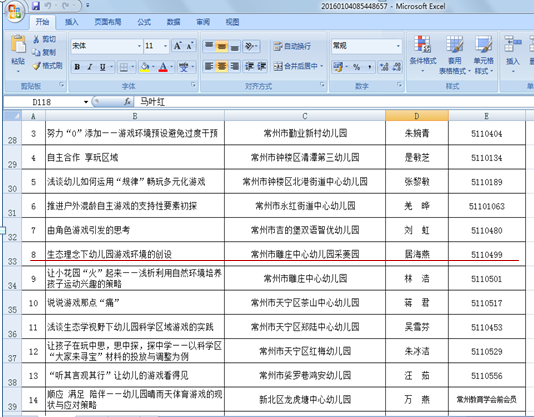 20160104085448657 - Microsoft Excel
开始 插入 页面布局 公式 数据 审阅 视图
剪切
复制
格式刷
粘贴
剪贴板
宋体 11
B I U
字体
自动换行
合并后居中
对齐方式
常规
数字
条件格式 套用 表格格式 单元格 样式
样式
插入
D118 fx 马叶红
A B C D E
28 3 努力“0”添加——游戏环境预设避免过度干预 常州市勤业新村幼儿园 朱婉青 5110404
29 4 自主合作 享玩区域 常州市钟楼区清潭第三幼儿园 是敏芝 5110134
30 5 浅谈幼儿如何运用“规律”畅玩多元化游戏 常州市钟楼区北港街道中心幼儿园 张黎敏 5110189
31 6 推进户外混龄自主游戏的支持性要素初探 常州市永红街道中心幼儿园 羌 晔 51101063
32 7 由角色游戏引发的思考 常州市吉的堡双语智优幼儿园 刘 虹 5110480
33 8 生态理念下幼儿园游戏环境的创设 常州市雕庄中心幼儿园采菱园 居海燕 5110499
34 9 让小花园“火”起来——浅析利用自然环境培养
孩子运动兴趣的策略 常州市雕庄中心幼儿园 林 洁 5110501
35 10 说说游戏那点“痛” 常州市天宁区茶山中心幼儿园 蒋 君 5110517
36 11 浅谈生态学视野下幼儿园科学区域游戏的实践 常州市天宁区郑陆中心幼儿园 吴雪芬 5110453
37 12 让孩子在玩中思，思中探，探中学——以科学区
“大家来寻宝”材料的投放与调整为例 常州市天宁区红梅幼儿园 朱冰洁 5110529
38 13 “听其言观其行”让幼儿的游戏看得见 常州市娑罗巷鸿安幼儿园 汪 茹 5110556
39 14 顺应 满足 陪伴——幼儿园晴雨天体育游戏的现
状与应对策略 新北区龙虎塘中心幼儿园 万 燕 常州教育学会前会员